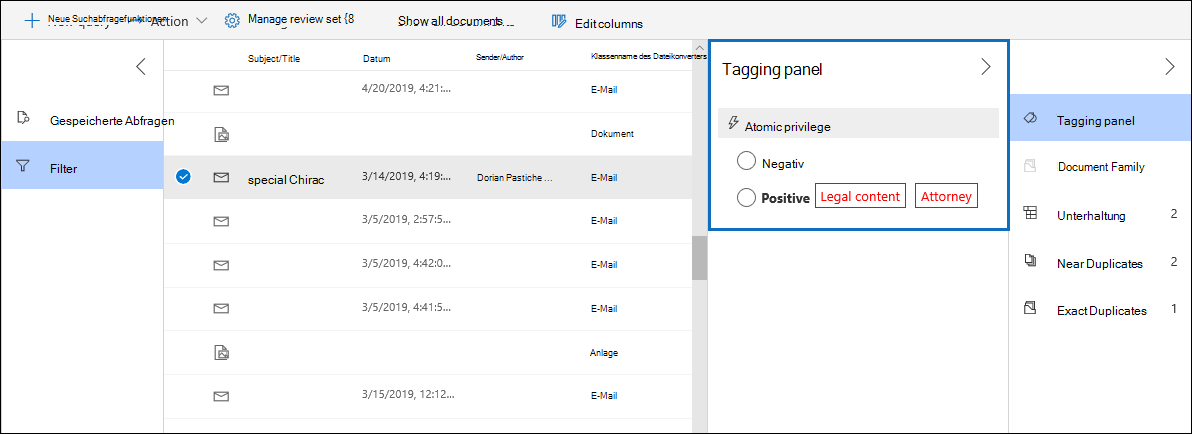 Neue Suchabfragefunktionen Action Manage review set {8 Show all documents ... Edit columns
Gespeicherte Abfragen
Filter
Subject/Title Datum Sender/Author Klassenname des Dateikonverters
4/20/2019, 4:21:... E-Mail
Dokument
special Chirac 3/14/2019, 4:19:... Dorian Pastiche ... E-Mail
3/5/2019, 2:57:5... E-Mail
3/5/2019, 4:42:0... E-Mail
3/5/2019, 4:41:5... E-Mail
Anlage
3/15/2019, 12:12... E-Mail
Tagging panel
Atomic privilege
Negativ
Positive Legal content Attorney
Tagging panel
Document Family
Unterhaltung 2
Near Duplicates 2
Exact Duplicates 1